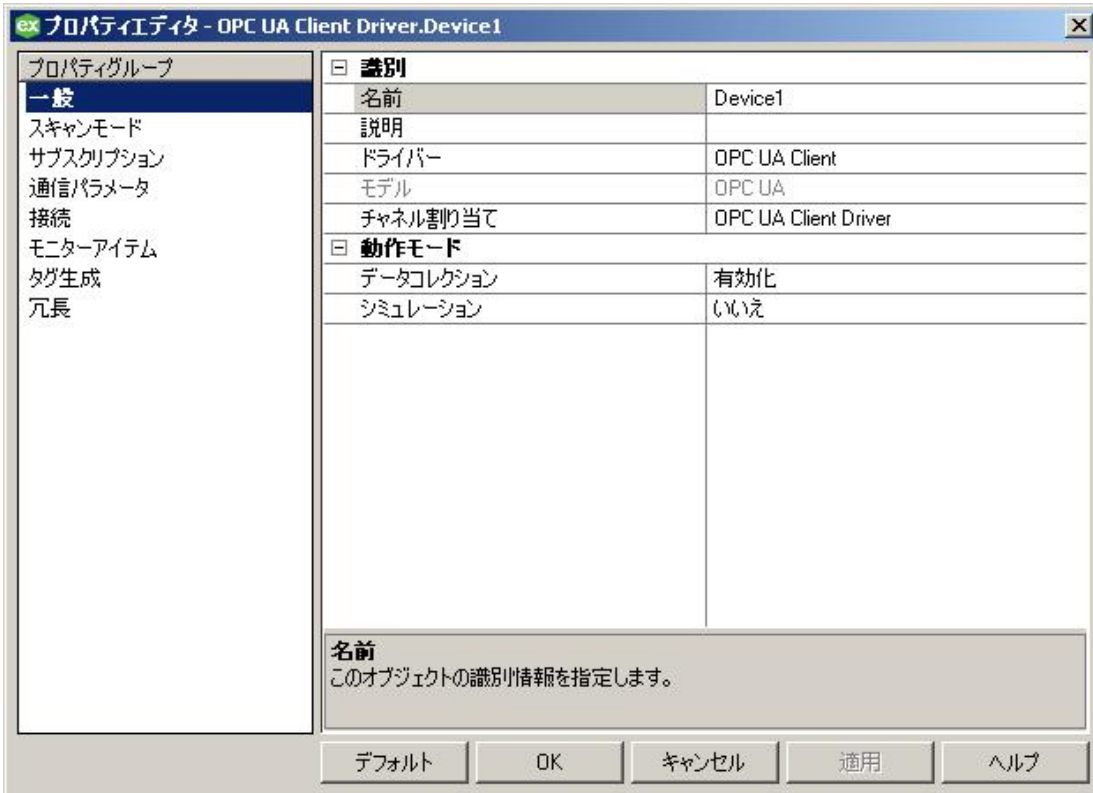 ex プロパティエディタ - OPC UA Client Driver.Device1
プロパティグループ
一般
スキャンモード
サブスクリプション
通信パラメータ
接続
モニターアイテム
タグ生成
冗長
識別
名前 Device1
説明
ドライバー OPC UA Client
モデル OPC UA
チャネル割り当て OPC UA Client Driver
動作モード
データコレクション 有効化
シミュレーション いいえ
名前
このオブジェクトの識別情報を指定します。
デフォルト OK キャンセル 適用 ヘルプ